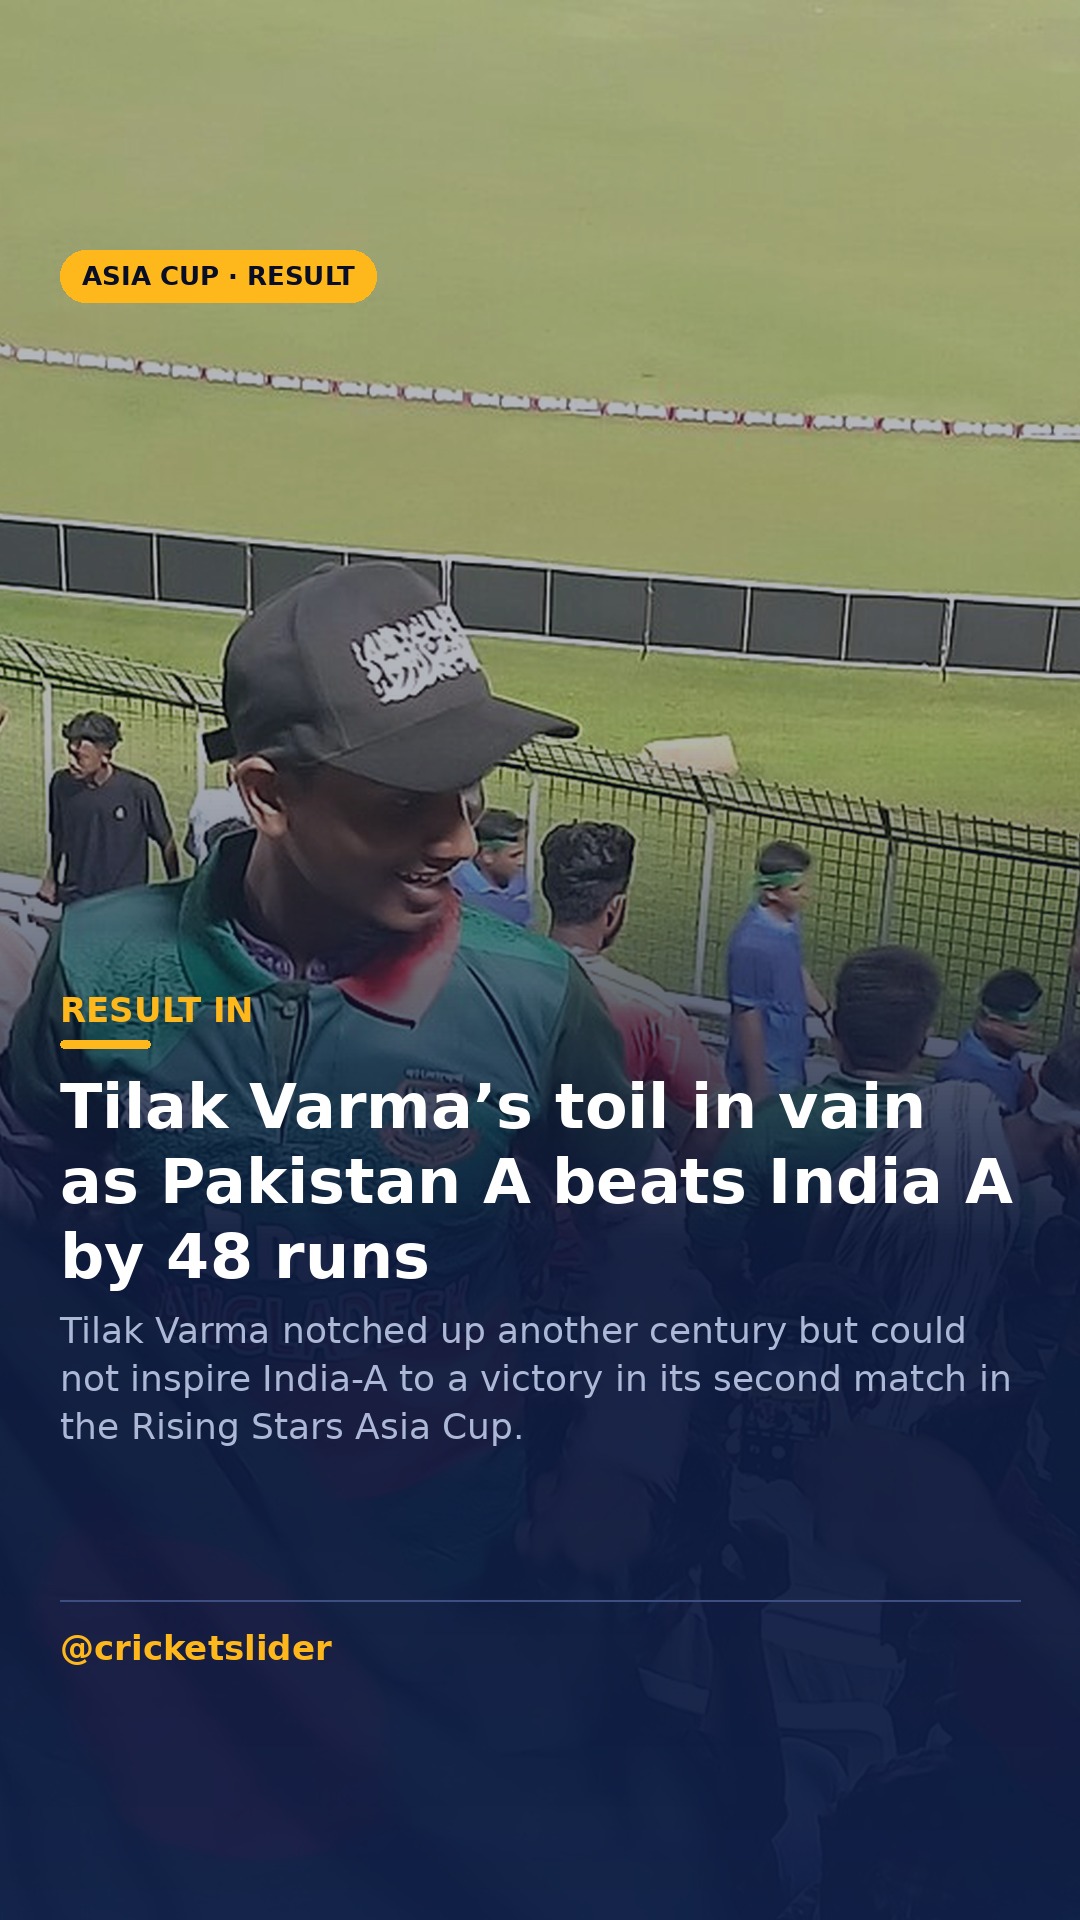 ASIA CUP · RESULT
RESULT IN
Tilak Varma’s toil in vain
as Pakistan A beats India A
by 48 runs
Tilak Varma notched up another century but could
not inspire India-A to a victory in its second match in
the Rising Stars Asia Cup.
@cricketslider